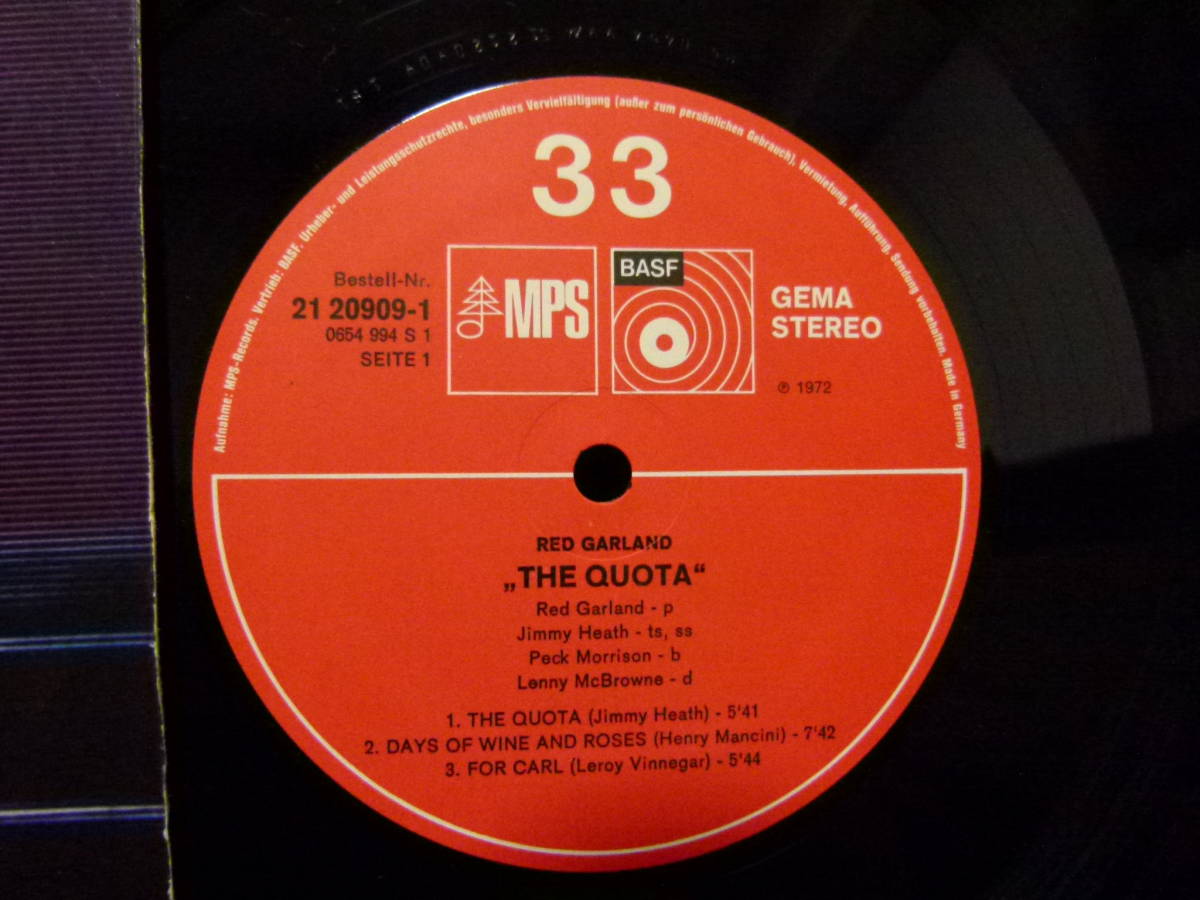 Aufnahme: MPS-Records. Vertrieb: BASF. Urheber- und Leistungsschutzrechte, besonders Vervielfältigung (außer zum persönlichen Gebrauch), Vermietung, Aufführung, Sendung vorbehalten. Made in Germany
33
Bestell-Nr.
21 20909-1
0654 994 S 1
SEITE 1
MPS
BASF
GEMA
STEREO
℗ 1972
RED GARLAND
„THE QUOTA“
Red Garland - p
Jimmy Heath - ts, ss
Peck Morrison - b
Lenny McBrowne - d
1. THE QUOTA (Jimmy Heath) - 5'41
2. DAYS OF WINE AND ROSES (Henry Mancini) - 7'42
3. FOR CARL (Leroy Vinnegar) - 5'44